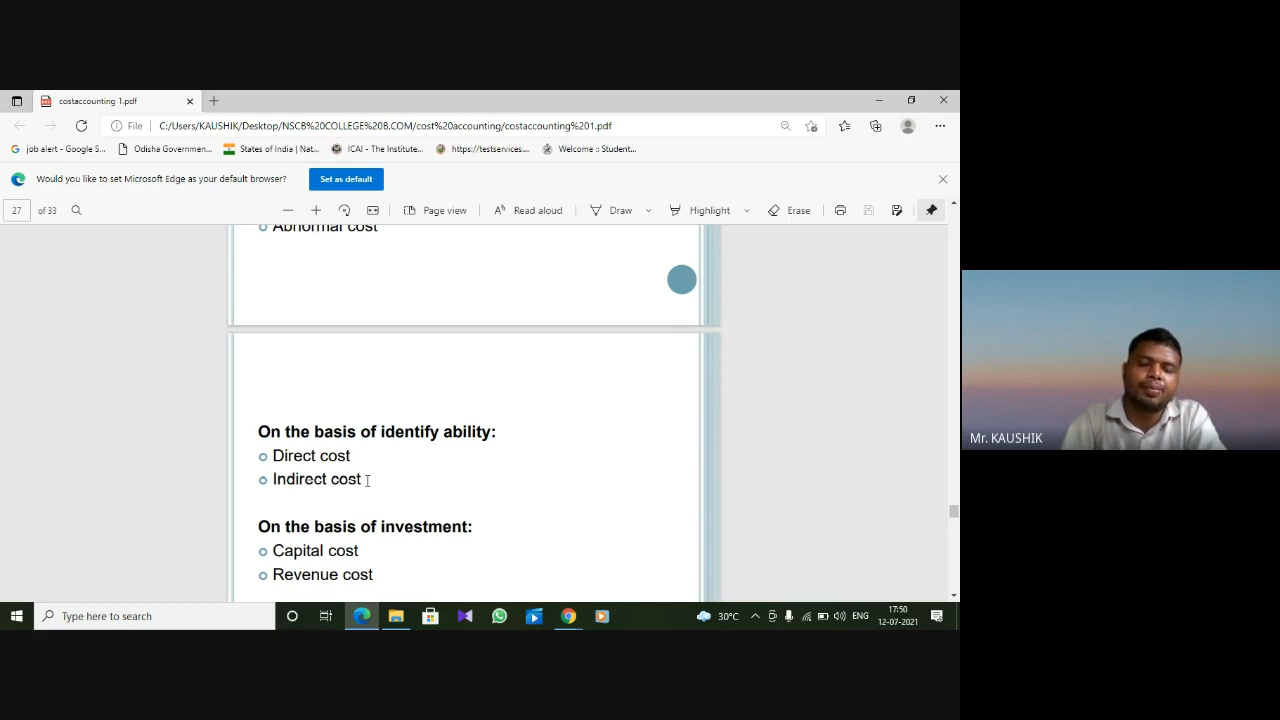 costaccounting 1.pdf
File
C:/Users/KAUSHIK/Desktop/NSCB%20COLLEGE%20B.COM/cost%20accounting/costaccounting%201.pdf
job alert - Google S...
Odisha Governmen...
States of India | Nat...
ICAI - The Institute...
https://testservices....
Welcome :: Student...
Would you like to set Microsoft Edge as your default browser?
Set as default
27
of 33
Page view
Read aloud
Draw
Highlight
Erase
Abnormal cost
On the basis of identify ability:
Direct cost
Indirect cost
On the basis of investment:
Capital cost
Revenue cost
Mr. KAUSHIK
Type here to search
30°C
ENG
17:50
12-07-2021